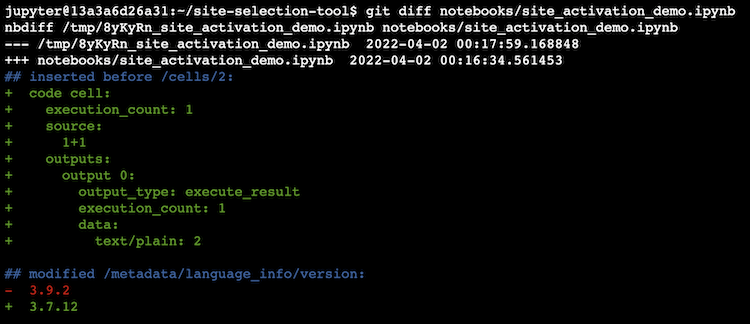 jupyter@13a3a6d26a31:~/site-selection-tool$ git diff notebooks/site_activation_demo.ipynb
nbdiff /tmp/8yKyRn_site_activation_demo.ipynb notebooks/site_activation_demo.ipynb
--- /tmp/8yKyRn_site_activation_demo.ipynb  2022-04-02 00:17:59.168848
+++ notebooks/site_activation_demo.ipynb  2022-04-02 00:16:34.561453
## inserted before /cells/2:
+  code cell:
+    execution_count: 1
+    source:
+      1+1
+    outputs:
+      output 0:
+        output_type: execute_result
+        execution_count: 1
+        data:
+          text/plain: 2
## modified /metadata/language_info/version:
-  3.9.2
+  3.7.12